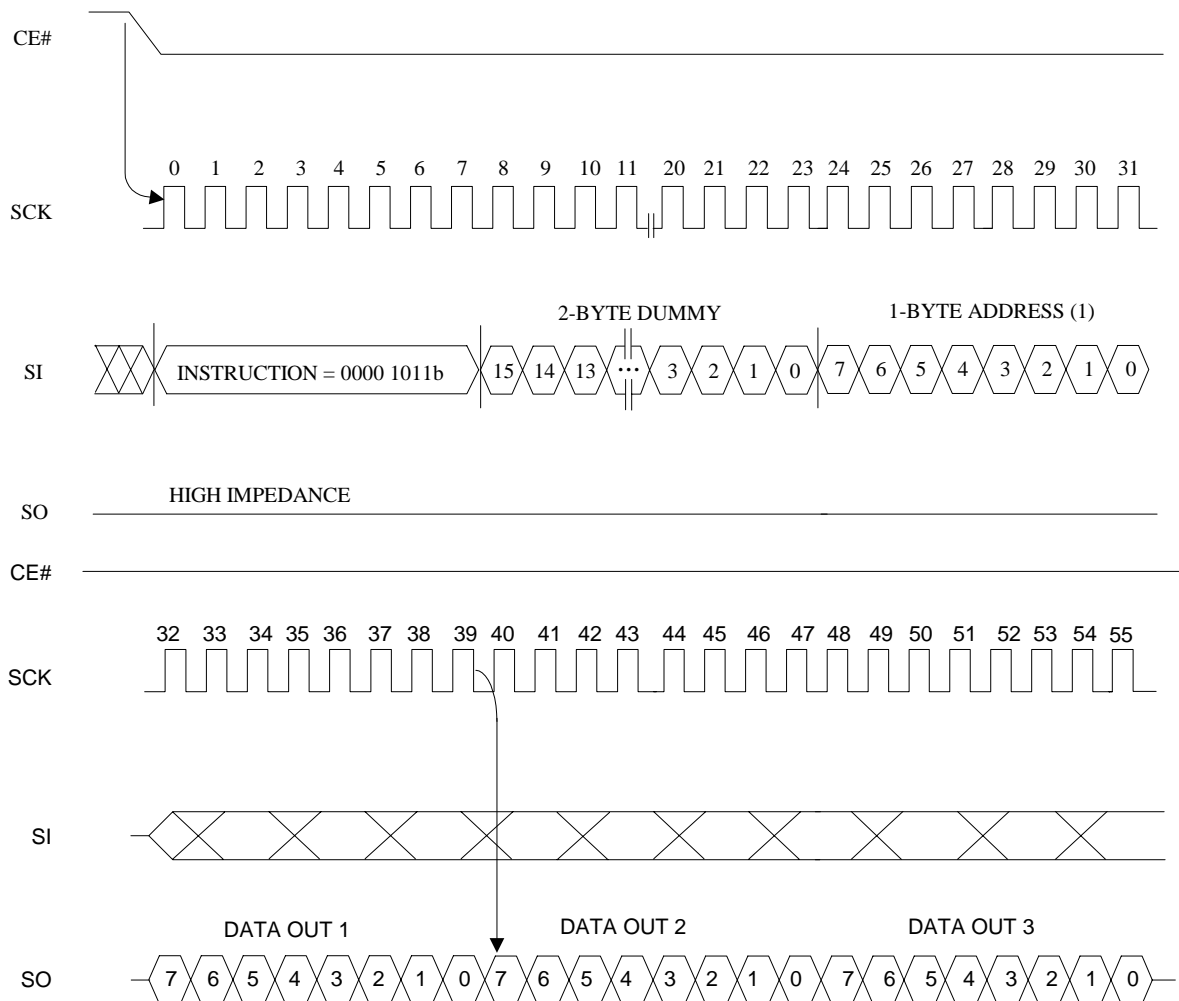 CE#
0 1 2 3 4 5 6 7 8 9 10 11 20 21 22 23 24 25 26 27 28 29 30 31
SCK
2-BYTE DUMMY 1-BYTE ADDRESS (1)
SI INSTRUCTION = 0000 1011b 15 14 13 ... 3 2 1 0 7 6 5 4 3 2 1 0
HIGH IMPEDANCE
SO
CE#
32 33 34 35 36 37 38 39 40 41 42 43 44 45 46 47 48 49 50 51 52 53 54 55
SCK
SI
DATA OUT 1 DATA OUT 2 DATA OUT 3
SO 7 6 5 4 3 2 1 0 7 6 5 4 3 2 1 0 7 6 5 4 3 2 1 0